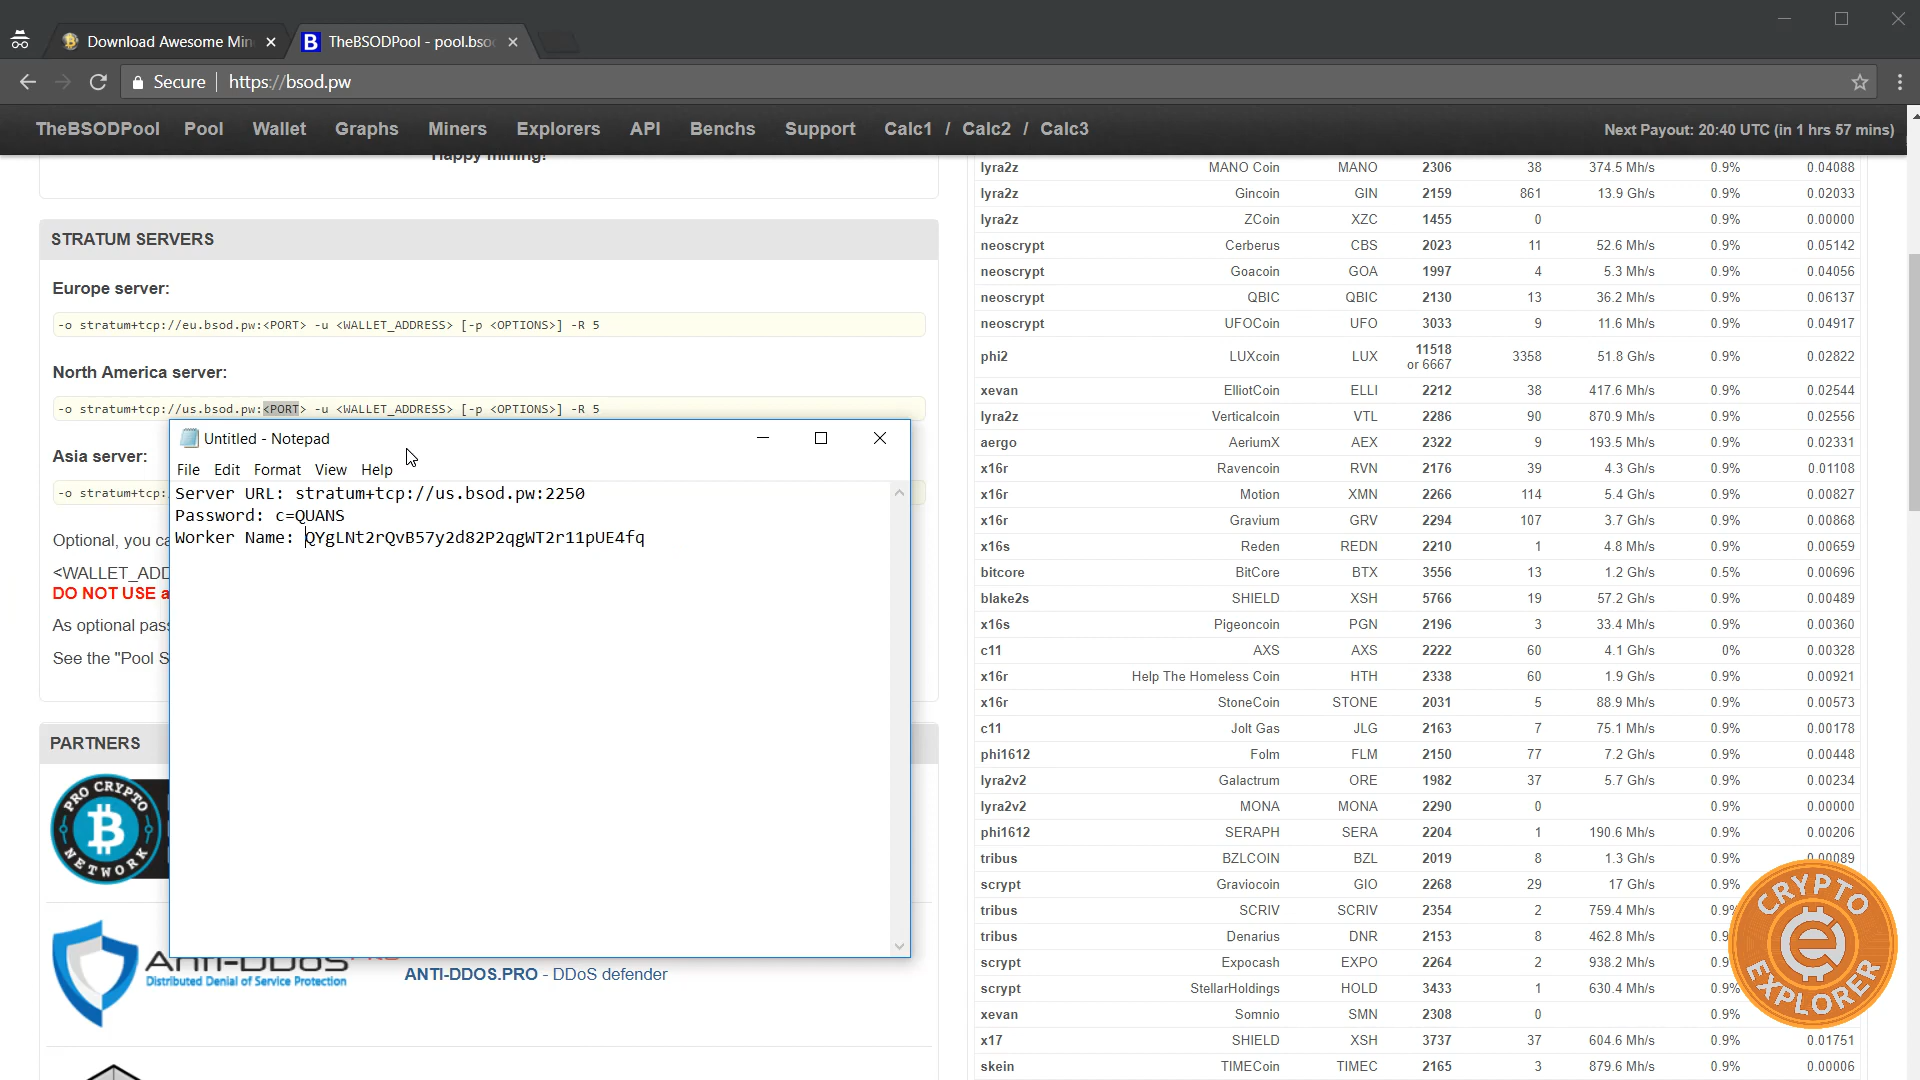 Download Awesome Min
TheBSODPool - pool.bso
Secure
https://bsod.pw
TheBSODPool
Pool
Wallet
Graphs
Miners
Explorers
API
Benchs
Support
Calc1 / Calc2 / Calc3
Next Payout: 20:40 UTC (in 1 hrs 57 mins)
Happy mining!
STRATUM SERVERS
Europe server:
-o stratum+tcp://eu.bsod.pw:<PORT> -u <WALLET_ADDRESS> [-p <OPTIONS>] -R 5
North America server:
-o stratum+tcp://us.bsod.pw:<PORT> -u <WALLET_ADDRESS> [-p <OPTIONS>] -R 5
Asia server:
-o stratum+tcp:
Optional, you ca
<WALLET_ADD
DO NOT USE a
As optional pass
See the "Pool S
Untitled - Notepad
File Edit Format View Help
Server URL: stratum+tcp://us.bsod.pw:2250
Password: c=QUANS
Worker Name: QYgLNt2rQvB57y2d82P2qgWT2r11pUE4fq
PARTNERS
PRO CRYPTO
NETWORK
ANTI-DDOS
Distributed Denial of Service Protection
ANTI-DDOS.PRO - DDoS defender
lyra2z MANO Coin MANO 2306 38 374.5 Mh/s 0.9% 0.04088
lyra2z Gincoin GIN 2159 861 13.9 Gh/s 0.9% 0.02033
lyra2z ZCoin XZC 1455 0 0.9% 0.00000
neoscrypt Cerberus CBS 2023 11 52.6 Mh/s 0.9% 0.05142
neoscrypt Goacoin GOA 1997 4 5.3 Mh/s 0.9% 0.04056
neoscrypt QBIC QBIC 2130 13 36.2 Mh/s 0.9% 0.06137
neoscrypt UFOCoin UFO 3033 9 11.6 Mh/s 0.9% 0.04917
phi2 LUXcoin LUX 11518 or 6667 3358 51.8 Gh/s 0.9% 0.02822
xevan ElliotCoin ELLI 2212 38 417.6 Mh/s 0.9% 0.02544
lyra2z Verticalcoin VTL 2286 90 870.9 Mh/s 0.9% 0.02556
aergo AeriumX AEX 2322 9 193.5 Mh/s 0.9% 0.02331
x16r Ravencoin RVN 2176 39 4.3 Gh/s 0.9% 0.01108
x16r Motion XMN 2266 114 5.4 Gh/s 0.9% 0.00827
x16r Gravium GRV 2294 107 3.7 Gh/s 0.9% 0.00868
x16s Reden REDN 2210 1 4.8 Mh/s 0.9% 0.00659
bitcore BitCore BTX 3556 13 1.2 Gh/s 0.5% 0.00696
blake2s SHIELD XSH 5766 19 57.2 Gh/s 0.9% 0.00489
x16s Pigeoncoin PGN 2196 3 33.4 Mh/s 0.9% 0.00360
c11 AXS AXS 2222 60 4.1 Gh/s 0% 0.00328
x16r Help The Homeless Coin HTH 2338 60 1.9 Gh/s 0.9% 0.00921
x16r StoneCoin STONE 2031 5 88.9 Mh/s 0.9% 0.00573
c11 Jolt Gas JLG 2163 7 75.1 Mh/s 0.9% 0.00178
phi1612 Folm FLM 2150 77 7.2 Gh/s 0.9% 0.00448
lyra2v2 Galactrum ORE 1982 37 5.7 Gh/s 0.9% 0.00234
lyra2v2 MONA MONA 2290 0 0.9% 0.00000
phi1612 SERAPH SERA 2204 1 190.6 Mh/s 0.9% 0.00206
tribus BZLCOIN BZL 2019 8 1.3 Gh/s 0.9% 0.00089
scrypt Graviocoin GIO 2268 29 17 Gh/s 0.9%
tribus SCRIV SCRIV 2354 2 759.4 Mh/s 0.9%
tribus Denarius DNR 2153 8 462.8 Mh/s 0.9
scrypt Expocash EXPO 2264 2 938.2 Mh/s 0.9
scrypt StellarHoldings HOLD 3433 1 630.4 Mh/s 0.9%
xevan Somnio SMN 2308 0 0.9%
x17 SHIELD XSH 3737 37 604.6 Mh/s 0.9% 0.01751
skein TIMECoin TIMEC 2165 3 879.6 Mh/s 0.9% 0.00006
CRYPTO
EXPLORER